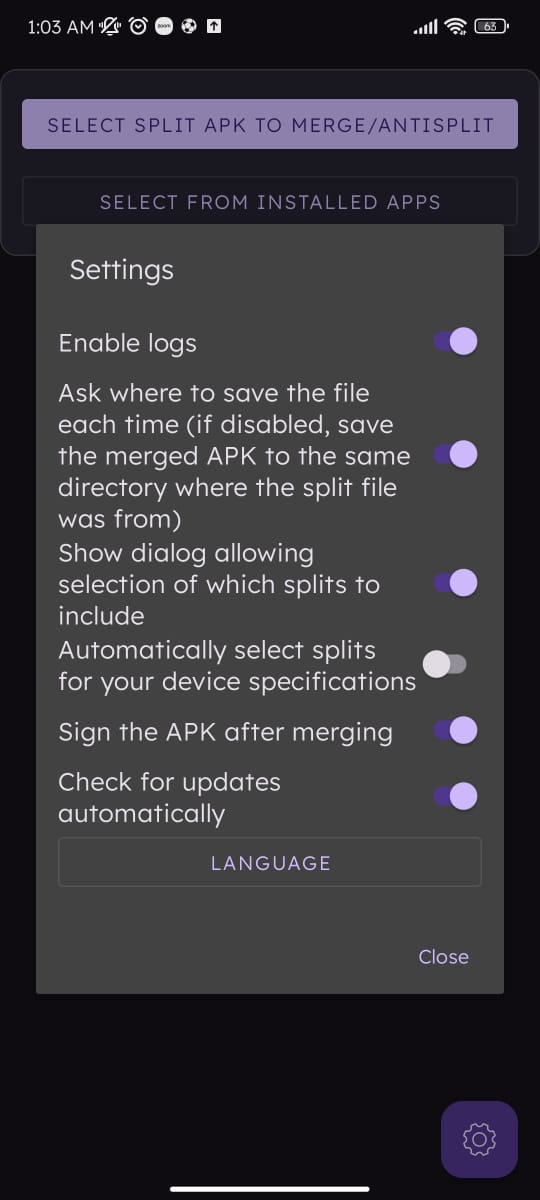 1:03 AM
zoom
63
SELECT SPLIT APK TO MERGE/ANTISPLIT
SELECT FROM INSTALLED APPS
Settings
Enable logs
Ask where to save the file
each time (if disabled, save
the merged APK to the same
directory where the split file
was from)
Show dialog allowing
selection of which splits to
include
Automatically select splits
for your device specifications
Sign the APK after merging
Check for updates
automatically
LANGUAGE
Close